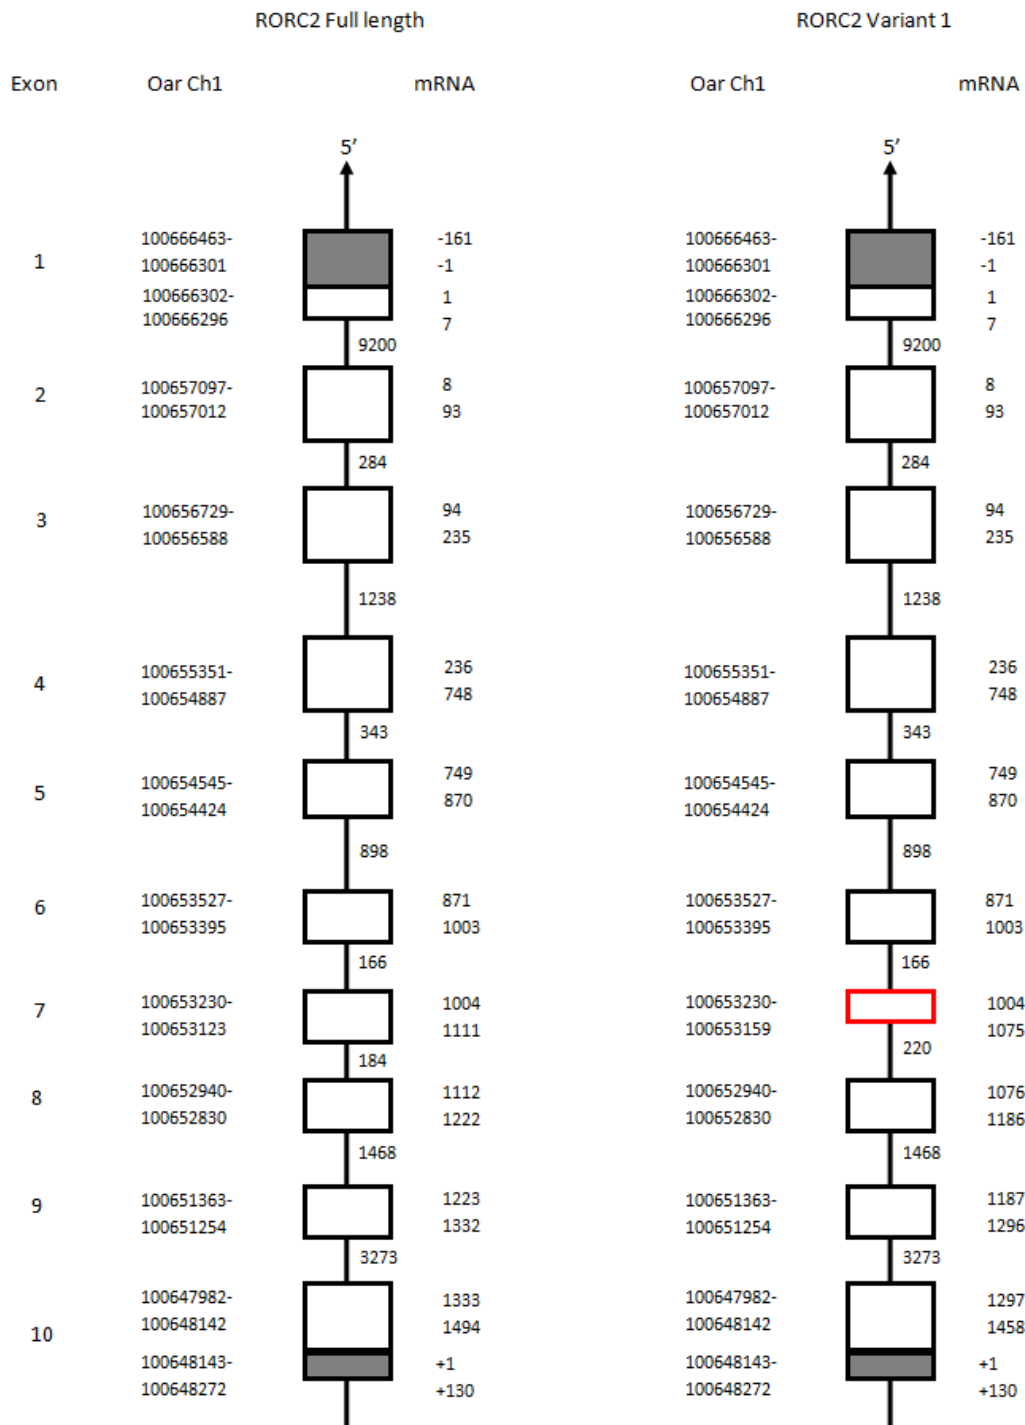 RORC2 Full length RORC2 Variant 1
Exon Oar Ch1 mRNA Oar Ch1 mRNA
5’ 5’
1
100666463- -161 100666463- -161
100666301 -1 100666301 -1
100666302- 1 100666302- 1
100666296 7 100666296 7
9200 9200
2
100657097- 8 100657097- 8
100657012 93 100657012 93
284 284
3
100656729- 94 100656729- 94
100656588 235 100656588 235
1238 1238
4
100655351- 236 100655351- 236
100654887 748 100654887 748
343 343
5
100654545- 749 100654545- 749
100654424 870 100654424 870
898 898
6
100653527- 871 100653527- 871
100653395 1003 100653395 1003
166 166
7
100653230- 1004 100653230- 1004
100653123 1111 100653159 1075
184 220
8
100652940- 1112 100652940- 1076
100652830 1222 100652830 1186
1468 1468
9
100651363- 1223 100651363- 1187
100651254 1332 100651254 1296
3273 3273
10
100647982- 1333 100647982- 1297
100648142 1494 100648142 1458
100648143- +1 100648143- +1
100648272 +130 100648272 +130